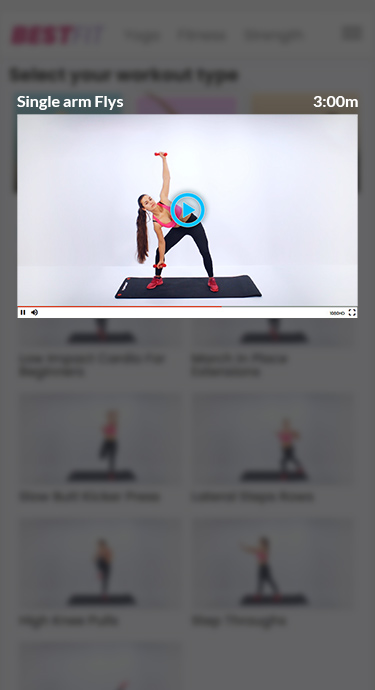 BESTFIT Yoga Fitness Strength
Select your workout type
Single arm Flys 3:00m
1080HD
Low Impact Cardio For
Beginners
March In Place
Extensions
Slow Butt Kicker Press
Lateral Steps Rows
High Knee Pulls
Step Throughs